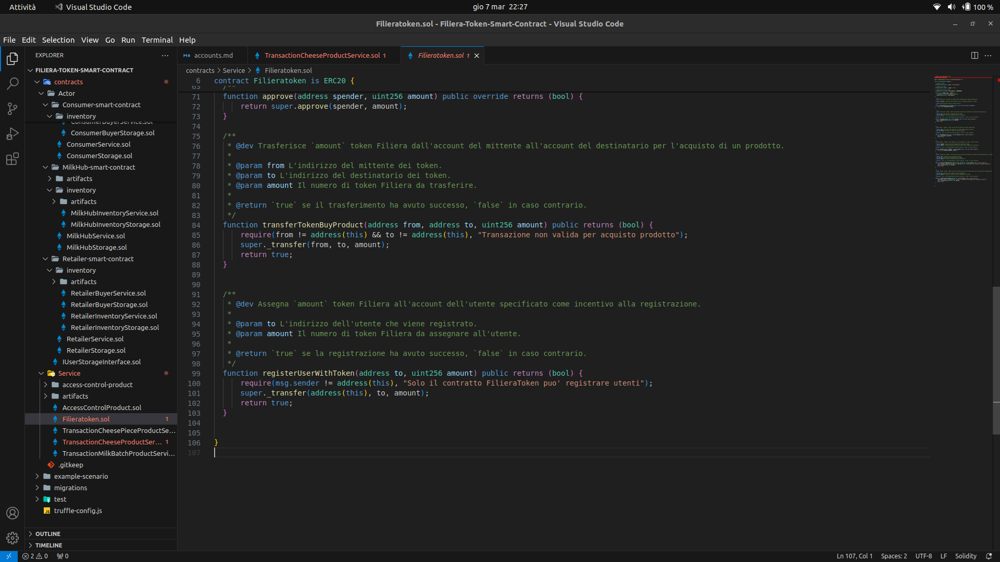 Attività
Visual Studio Code
gio 7 mar 22:27
100 %
Filieratoken.sol - Filiera-Token-Smart-Contract - Visual Studio Code
File Edit Selection View Go Run Terminal Help
EXPLORER
FILIERA-TOKEN-SMART-CONTRACT
contracts
Actor
Consumer-smart-contract
inventory
ConsumerBuyerService.sol
ConsumerBuyerStorage.sol
ConsumerService.sol
ConsumerStorage.sol
MilkHub-smart-contract
artifacts
inventory
artifacts
MilkHubInventoryService.sol
MilkHubInventoryStorage.sol
MilkHubService.sol
MilkHubStorage.sol
Retailer-smart-contract
inventory
artifacts
RetailerBuyerService.sol
RetailerBuyerStorage.sol
RetailerInventoryService.sol
RetailerInventoryStorage.sol
RetailerService.sol
RetailerStorage.sol
IUserStorageInterface.sol
Service
access-control-product
artifacts
AccessControlProduct.sol
Filieratoken.sol 1
TransactionCheesePieceProductSe...
TransactionCheeseProductSer... 1
TransactionMilkBatchProductServi...
.gitkeep
example-scenario
migrations
test
JS truffle-config.js
OUTLINE
TIMELINE
accounts.md
TransactionCheeseProductService.sol 1
Filieratoken.sol 1
contracts > Service > Filieratoken.sol
6 contract Filieratoken is ERC20 {
63 /**
71 function approve(address spender, uint256 amount) public override returns (bool) {
72 return super.approve(spender, amount);
73 }
74
75 /**
76 * @dev Trasferisce `amount` token Filiera dall'account del mittente all'account del destinatario per l'acquisto di un prodotto.
77 *
78 * @param from L'indirizzo del mittente dei token.
79 * @param to L'indirizzo del destinatario dei token.
80 * @param amount Il numero di token Filiera da trasferire.
81 *
82 * @return `true` se il trasferimento ha avuto successo, `false` in caso contrario.
83 */
84 function transferTokenBuyProduct(address from, address to, uint256 amount) public returns (bool) {
85 require(from != address(this) && to != address(this), "Transazione non valida per acquisto prodotto");
86 super._transfer(from, to, amount);
87 return true;
88 }
89
90
91 /**
92 * @dev Assegna `amount` token Filiera all'account dell'utente specificato come incentivo alla registrazione.
93 *
94 * @param to L'indirizzo dell'utente che viene registrato.
95 * @param amount Il numero di token Filiera da assegnare all'utente.
96 *
97 * @return `true` se la registrazione ha avuto successo, `false` in caso contrario.
98 */
99 function registerUserWithToken(address to, uint256 amount) public returns (bool) {
100 require(msg.sender != address(this), "Solo il contratto FilieraToken puo' registrare utenti");
101 super._transfer(address(this), to, amount);
102 return true;
103 }
104
105
106 }
107
2 0 0
Ln 107, Col 1 Spaces: 2 UTF-8 LF Solidity